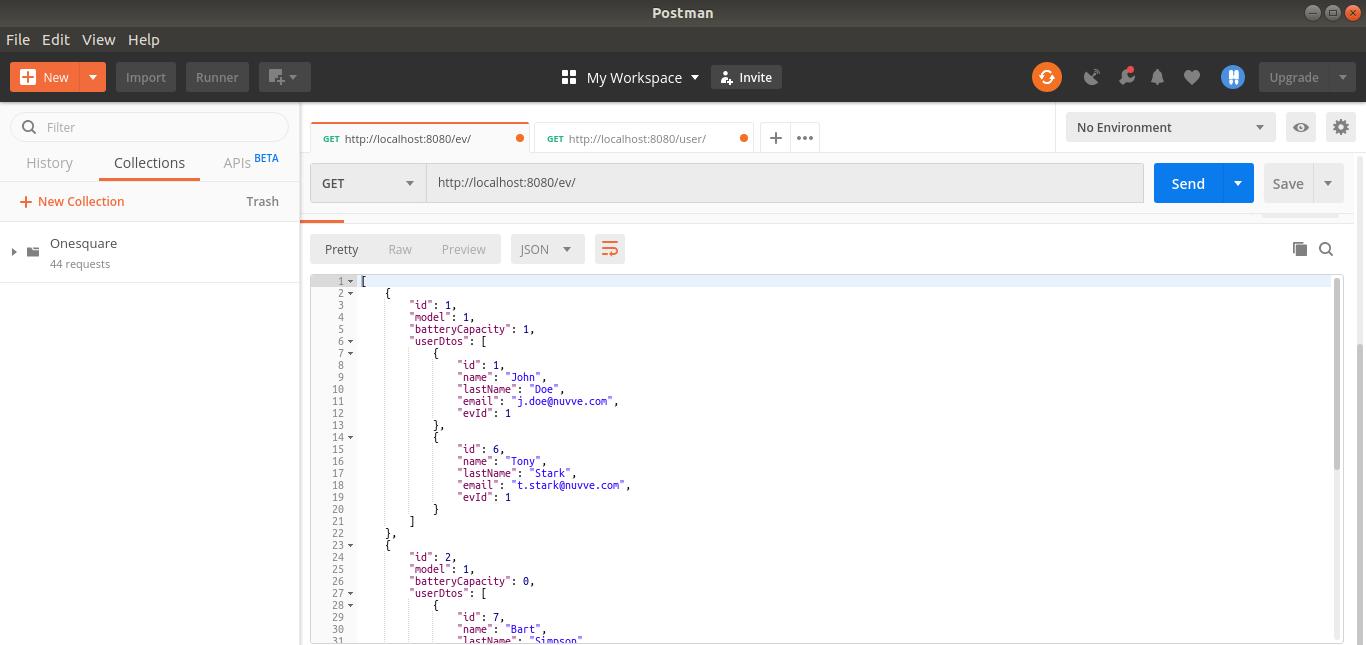 Postman
File Edit View Help
New Import Runner My Workspace Invite Upgrade
Filter
History Collections APIs BETA
New Collection Trash
Onesquare
44 requests
GET http://localhost:8080/ev/ GET http://localhost:8080/user/ No Environment
GET http://localhost:8080/ev/ Send Save
Pretty Raw Preview JSON
1 [
2 {
3 "id": 1,
4 "model": 1,
5 "batteryCapacity": 1,
6 "userDtos": [
7 {
8 "id": 1,
9 "name": "John",
10 "lastName": "Doe",
11 "email": "j.doe@nuvve.com",
12 "evId": 1
13 },
14 {
15 "id": 6,
16 "name": "Tony",
17 "lastName": "Stark",
18 "email": "t.stark@nuvve.com",
19 "evId": 1
20 }
21 ]
22 },
23 {
24 "id": 2,
25 "model": 1,
26 "batteryCapacity": 0,
27 "userDtos": [
28 {
29 "id": 7,
30 "name": "Bart",
31 "lastName": "Simpson"